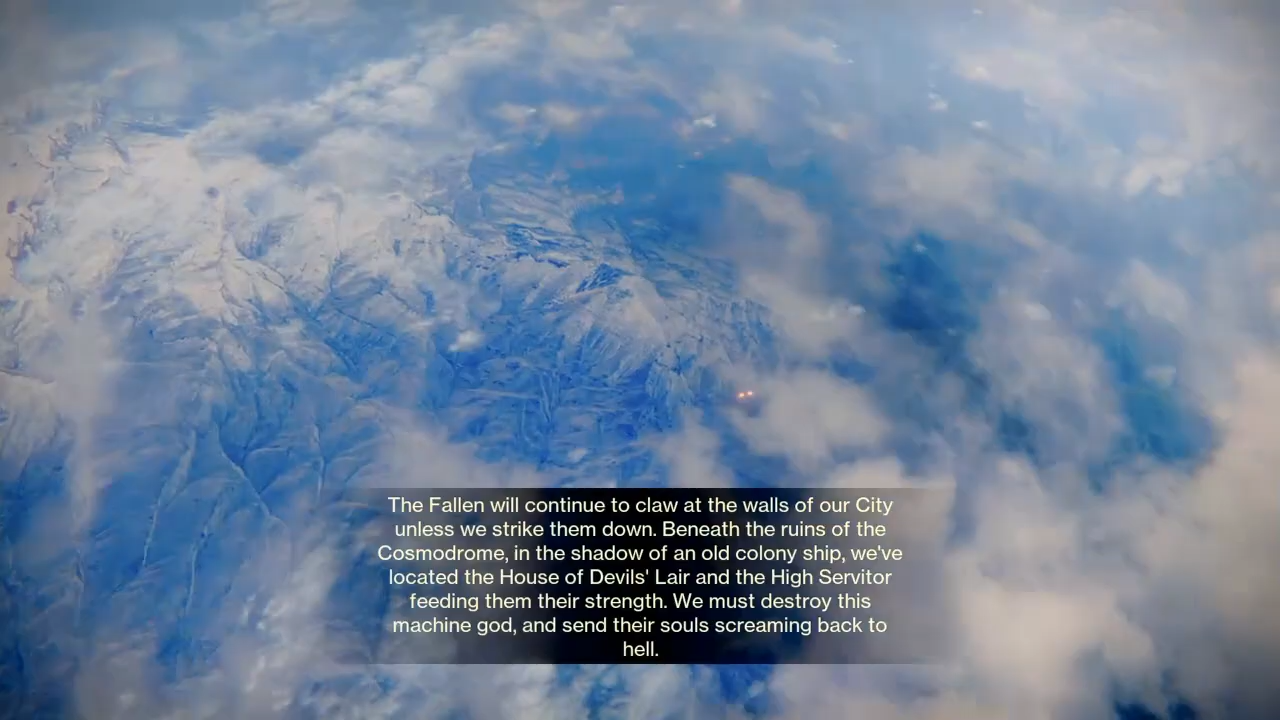 The Fallen will continue to claw at the walls of our City
unless we strike them down. Beneath the ruins of the
Cosmodrome, in the shadow of an old colony ship, we've
located the House of Devils' Lair and the High Servitor
feeding them their strength. We must destroy this
machine god, and send their souls screaming back to
hell.